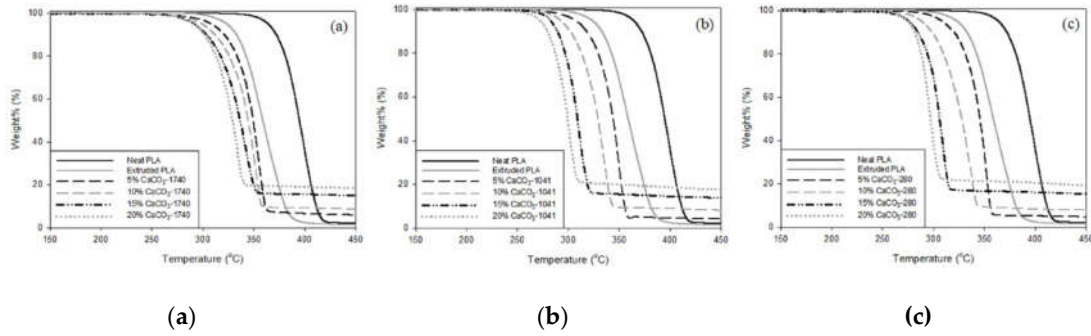 (a)
100
80
60
40
20
0
Weight% (%)
Neat PLA
Extruded PLA
5% CaCO₃-1740
10% CaCO₃-1740
15% CaCO₃-1740
20% CaCO₃-1740
150 200 250 300 350 400 450
Temperature (°C)
(b)
100
80
60
40
20
0
Weight% (%)
Neat PLA
Extruded PLA
5% CaCO₃-1041
10% CaCO₃-1041
15% CaCO₃-1041
20% CaCO₃-1041
150 200 250 300 350 400 450
Temperature (°C)
(c)
100
80
60
40
20
0
Weight% (%)
Neat PLA
Extruded PLA
5% CaCO₃-280
10% CaCO₃-280
15% CaCO₃-280
20% CaCO₃-280
150 200 250 300 350 400 450
Temperature (°C)
(a) (b) (c)